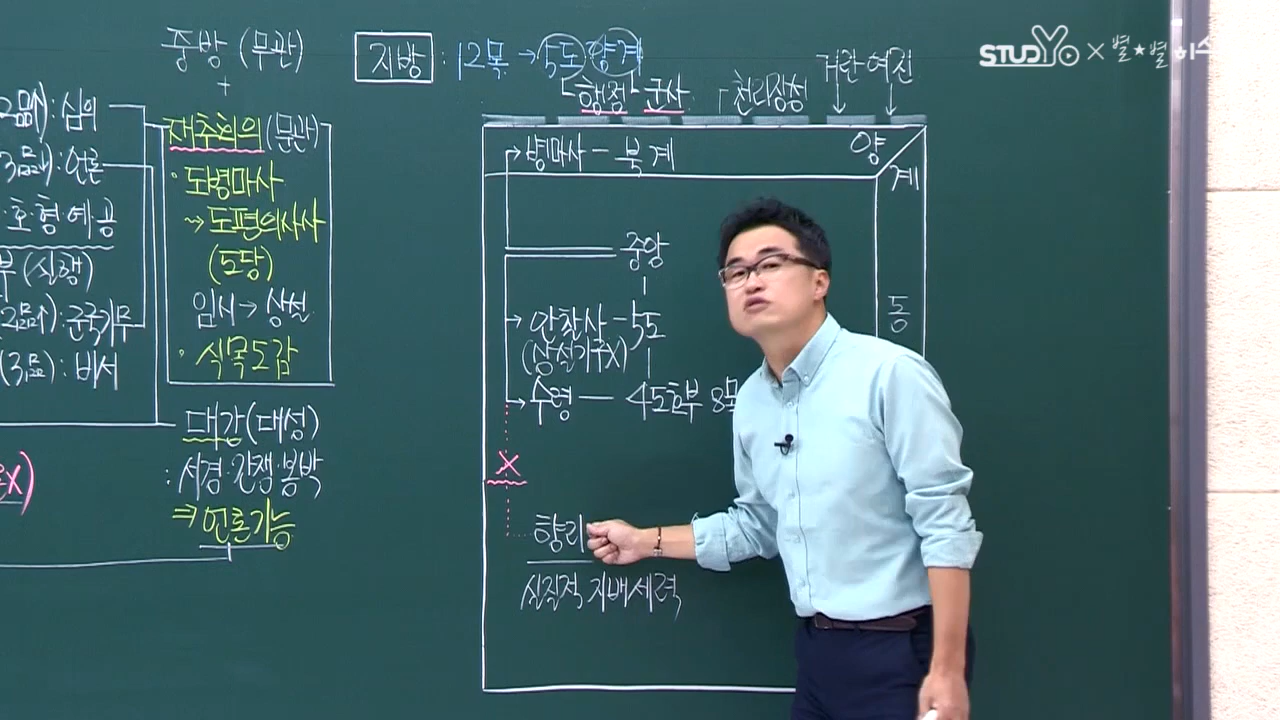 STUDYo × 별★별 한수
중방 (무관)
+
재추회의 (문관)
· 도병마사
→ 도평의사사
(도당)
임시 → 상설
· 식목도감
대간 (대성)
: 서경·간쟁·봉박
⇒ 언론기능
: 심의
: 언론
호·형·예·공
(실행)
: 군국기무
: 비서
X)
지방 : 12목 → 5도 양계
행정 군사
천리장성
거란 여진
병마사 - 북계
양
계
중앙
동
안찰사 - 5도
(상설기구X)
수령 — 4도호부 8목
X
향리
실질적 지배세력